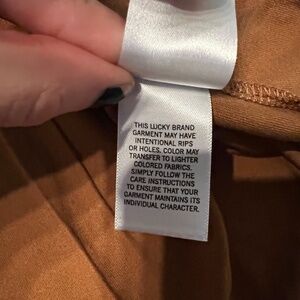 THIS LUCKY BRAND
GARMENT MAY HAVE
INTENTIONAL RIPS
OR HOLES. COLOR MAY
TRANSFER TO LIGHTER
COLORED FABRICS.
SIMPLY FOLLOW THE
CARE INSTRUCTIONS
TO ENSURE THAT YOUR
GARMENT MAINTAINS ITS
INDIVIDUAL CHARACTER.